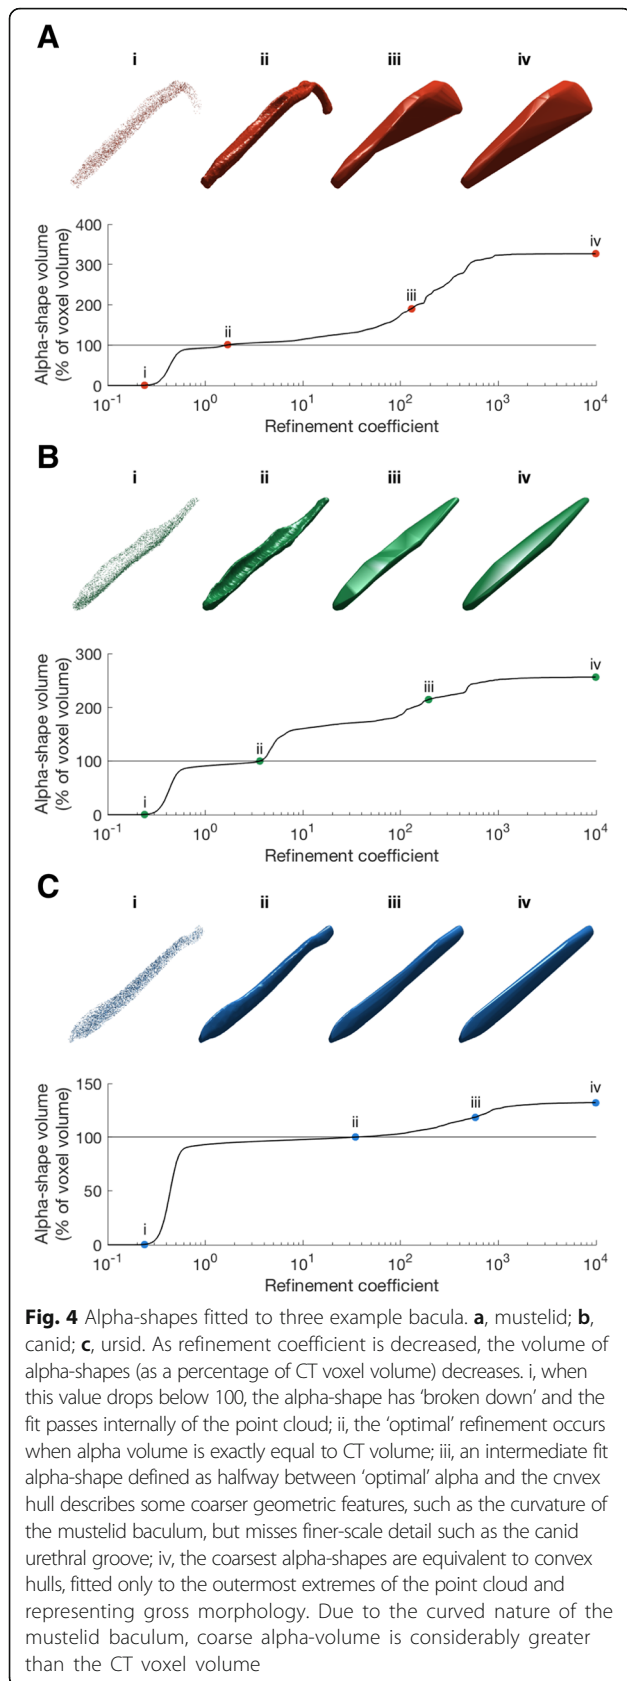 A
i ii iii iv
Alpha-shape volume
(% of voxel volume)
400
300
200
100
0
i
ii
iii
iv
10⁻¹ 10⁰ 10¹ 10² 10³ 10⁴
Refinement coefficient
B
i ii iii iv
Alpha-shape volume
(% of voxel volume)
300
200
100
0
i
ii
iii
iv
10⁻¹ 10⁰ 10¹ 10² 10³ 10⁴
Refinement coefficient
C
i ii iii iv
Alpha-shape volume
(% of voxel volume)
150
100
50
0
i
ii
iii
iv
10⁻¹ 10⁰ 10¹ 10² 10³ 10⁴
Refinement coefficient
Fig. 4 Alpha-shapes fitted to three example bacula. a, mustelid; b,
canid; c, ursid. As refinement coefficient is decreased, the volume of
alpha-shapes (as a percentage of CT voxel volume) decreases. i, when
this value drops below 100, the alpha-shape has ‘broken down’ and the
fit passes internally of the point cloud; ii, the ‘optimal’ refinement occurs
when alpha volume is exactly equal to CT volume; iii, an intermediate fit
alpha-shape defined as halfway between ‘optimal’ alpha and the cnvex
hull describes some coarser geometric features, such as the curvature of
the mustelid baculum, but misses finer-scale detail such as the canid
urethral groove; iv, the coarsest alpha-shapes are equivalent to convex
hulls, fitted only to the outermost extremes of the point cloud and
representing gross morphology. Due to the curved nature of the
mustelid baculum, coarse alpha-volume is considerably greater
than the CT voxel volume